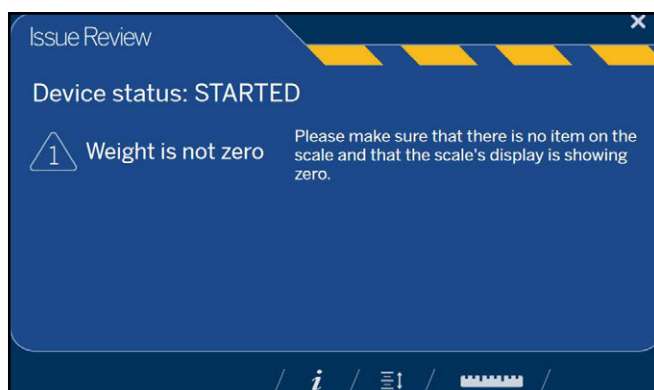 Issue Review
Device status: STARTED
1 Weight is not zero
Please make sure that there is no item on the
scale and that the scale's display is showing
zero.
i